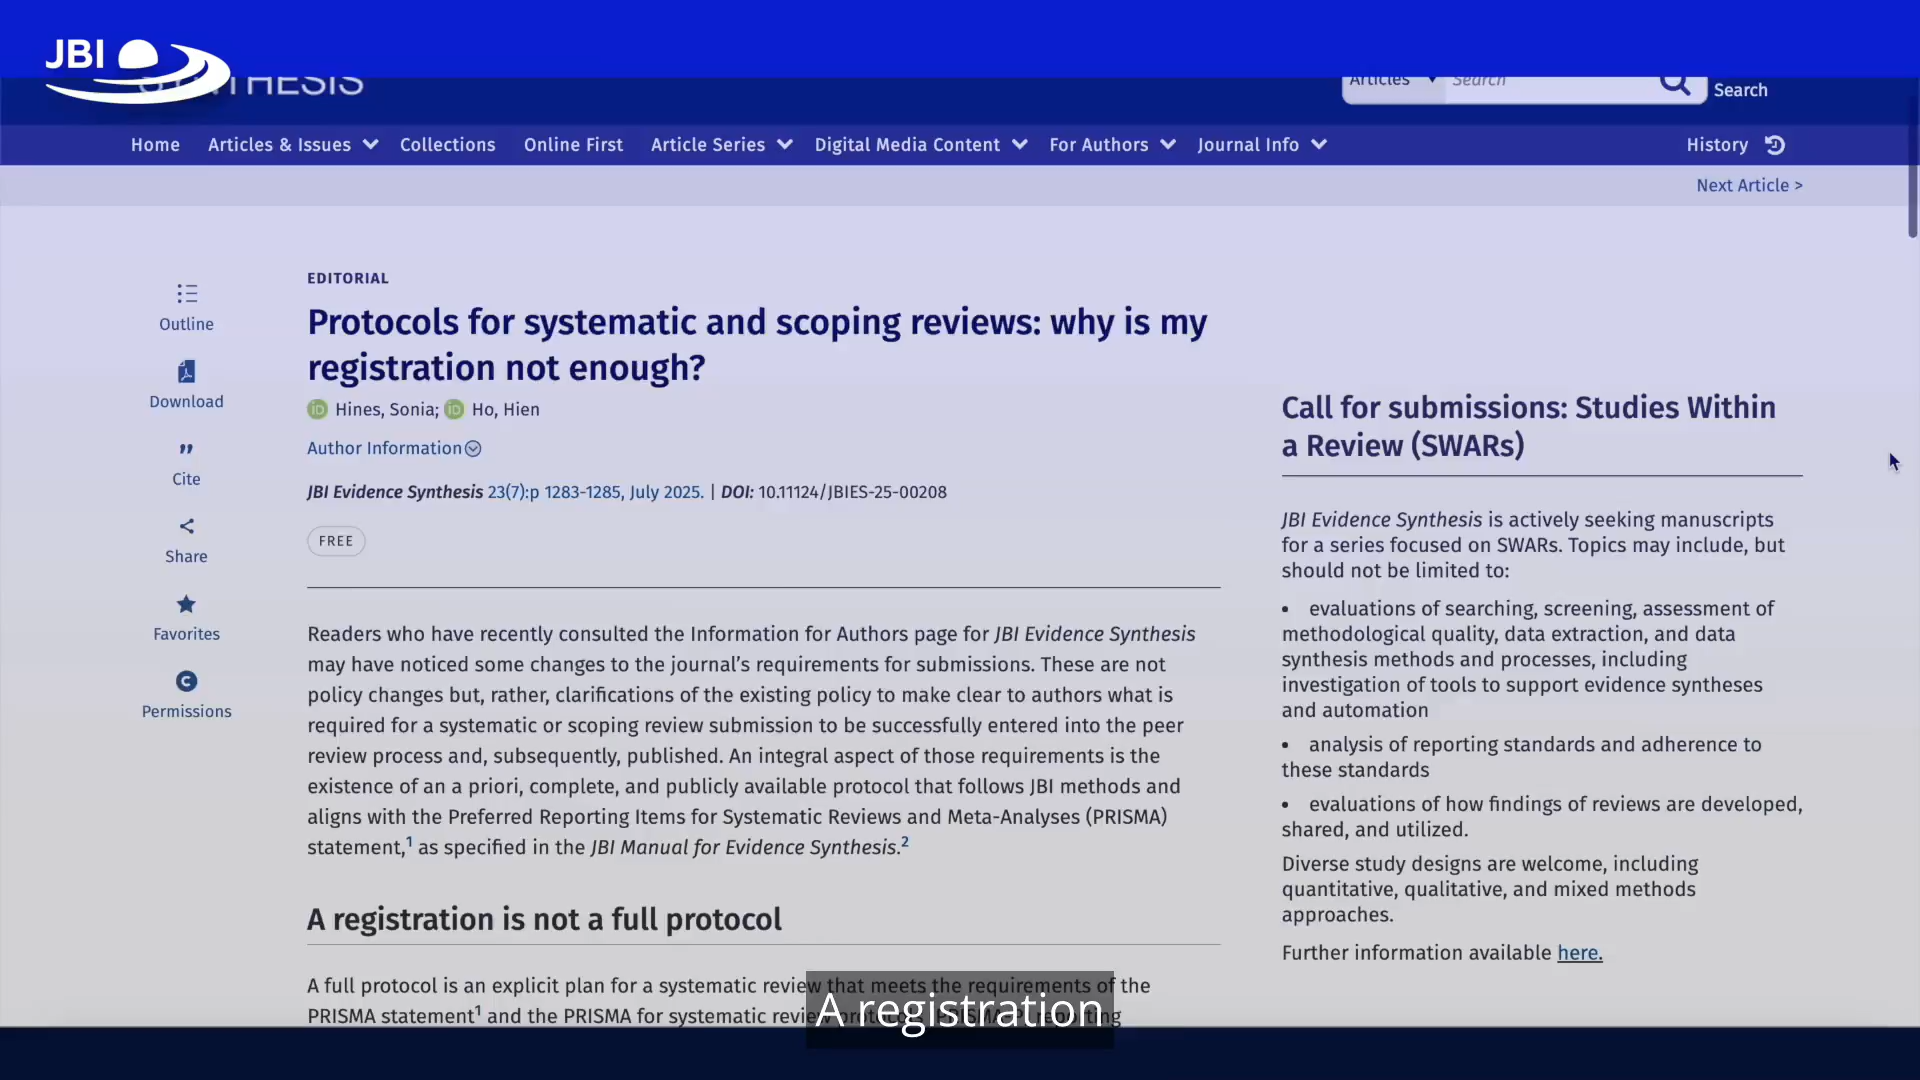 JBI
SYNTHESIS
Articles Search
Search
Home Articles & Issues Collections Online First Article Series Digital Media Content For Authors Journal Info History
Next Article >
EDITORIAL
Protocols for systematic and scoping reviews: why is my
registration not enough?
iD Hines, Sonia; iD Ho, Hien
Author Information
JBI Evidence Synthesis 23(7):p 1283-1285, July 2025. | DOI: 10.11124/JBIES-25-00208
FREE
Outline
Download
Cite
Share
Favorites
Permissions
Readers who have recently consulted the Information for Authors page for JBI Evidence Synthesis
may have noticed some changes to the journal’s requirements for submissions. These are not
policy changes but, rather, clarifications of the existing policy to make clear to authors what is
required for a systematic or scoping review submission to be successfully entered into the peer
review process and, subsequently, published. An integral aspect of those requirements is the
existence of an a priori, complete, and publicly available protocol that follows JBI methods and
aligns with the Preferred Reporting Items for Systematic Reviews and Meta-Analyses (PRISMA)
statement,1 as specified in the JBI Manual for Evidence Synthesis.2
A registration is not a full protocol
A full protocol is an explicit plan for a systematic review that meets the requirements of the
PRISMA statement1 and the PRISMA for systematic review protocols (PRISMA-P) reporting
Call for submissions: Studies Within
a Review (SWARs)
JBI Evidence Synthesis is actively seeking manuscripts
for a series focused on SWARs. Topics may include, but
should not be limited to:
• evaluations of searching, screening, assessment of
methodological quality, data extraction, and data
synthesis methods and processes, including
investigation of tools to support evidence syntheses
and automation
• analysis of reporting standards and adherence to
these standards
• evaluations of how findings of reviews are developed,
shared, and utilized.
Diverse study designs are welcome, including
quantitative, qualitative, and mixed methods
approaches.
Further information available here.
A registration